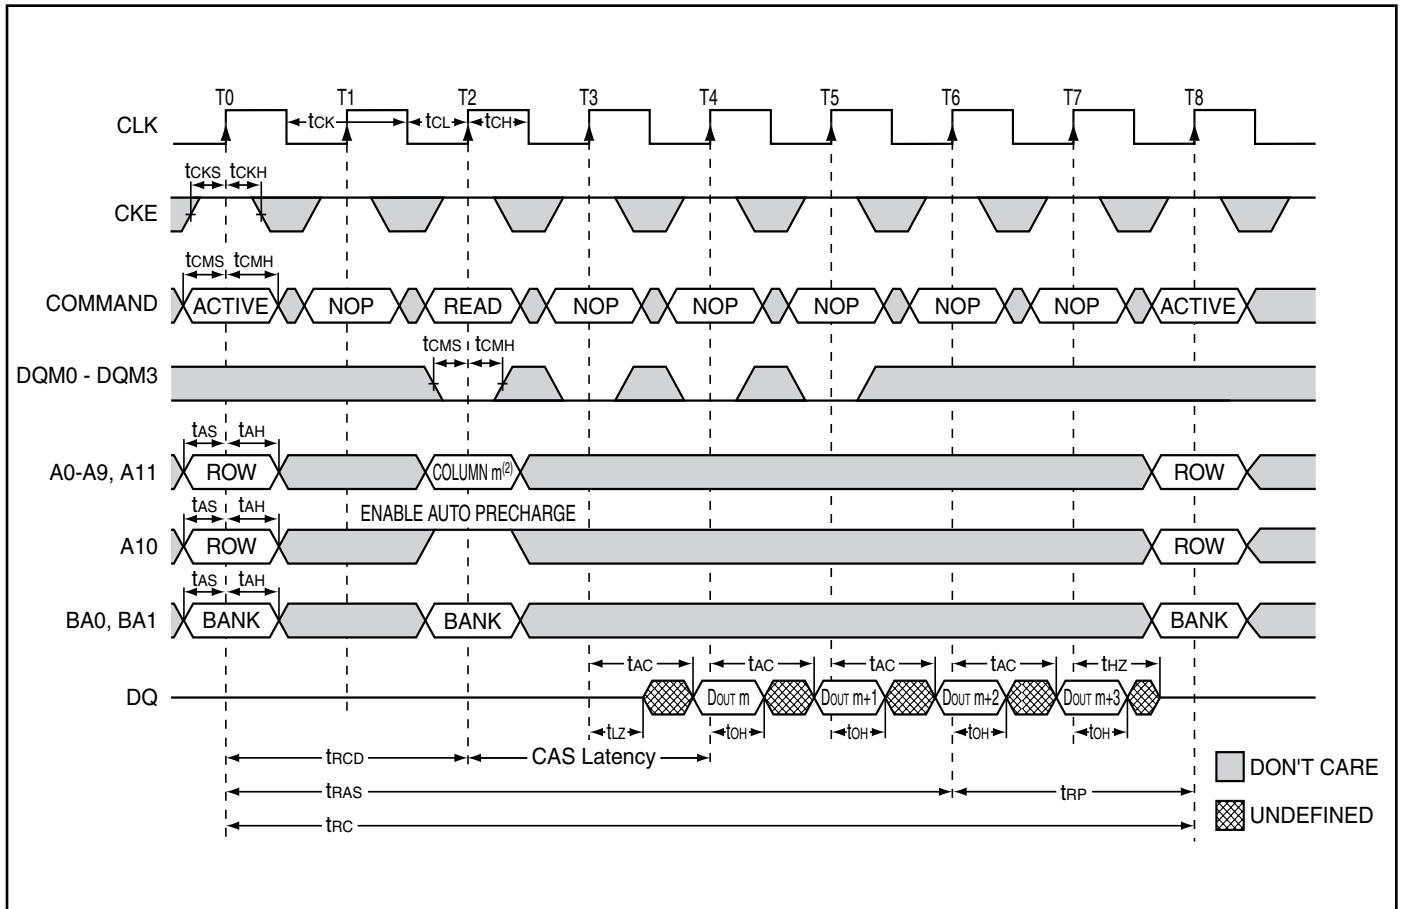 T0 T1 T2 T3 T4 T5 T6 T7 T8
CLK tCK tCL tCH
tCKS tCKH
CKE
tCMS tCMH
COMMAND ACTIVE NOP READ NOP NOP NOP NOP NOP ACTIVE
tCMS tCMH
DQM0 - DQM3
tAS tAH
A0-A9, A11 ROW COLUMN m(2) ROW
tAS tAH ENABLE AUTO PRECHARGE
A10 ROW ROW
tAS tAH
BA0, BA1 BANK BANK BANK
tAC tAC tAC tAC tHZ
DQ DOUT m DOUT m+1 DOUT m+2 DOUT m+3
tLZ tOH tOH tOH tOH
tRCD CAS Latency
DON'T CARE
tRAS tRP
UNDEFINED
tRC